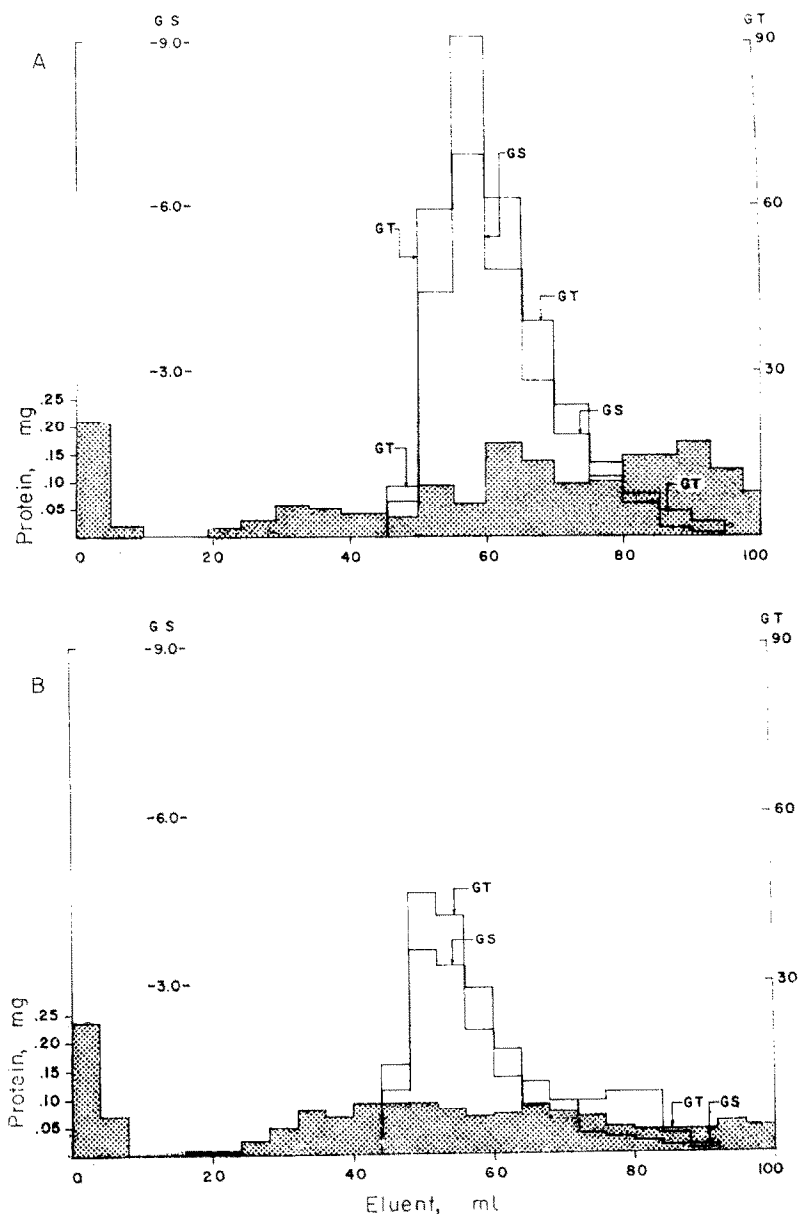 GS GT
A -9.0- 90
GS
-6.0- 60
GT
GT
-3.0- 30
GS
GT
GT
Protein, mg .25 .20 .15 .10 .05
0 20 40 60 80 100
GS GT
B -9.0- 90
-6.0- 60
GT
GS
-3.0- 30
Protein, mg .25 .20 .15 .10 .05
GT GS
0 20 40 60 80 100
Eluent, ml